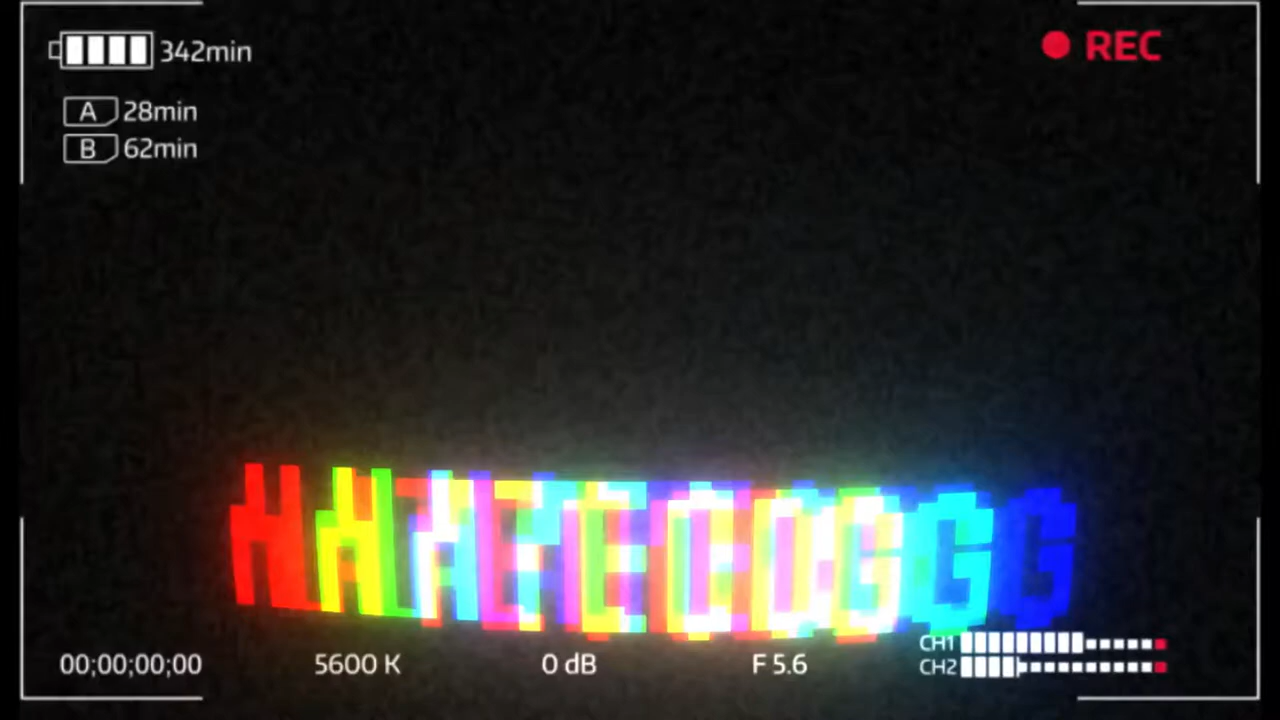 342min
REC
A 28min
B 62min
00;00;00;00
5600 K
0 dB
F 5.6
CH1
CH2